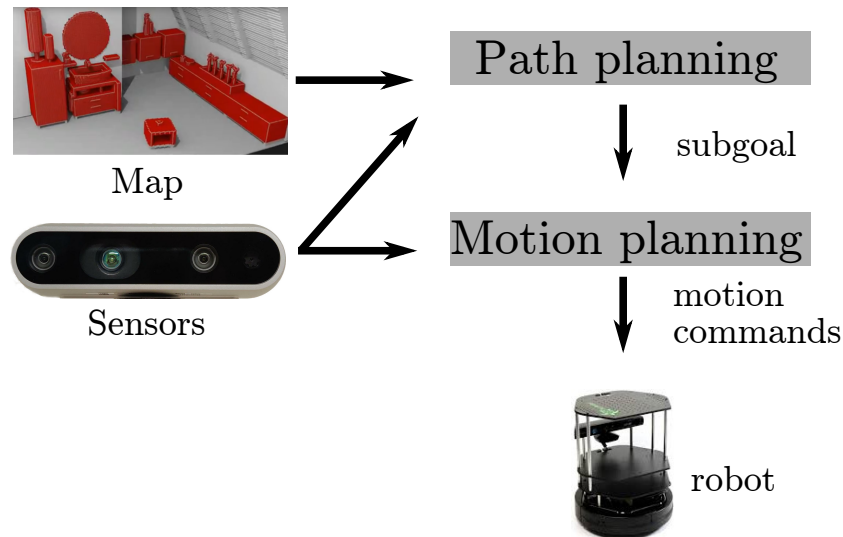 Path planning
subgoal
Map
Motion planning
Sensors
motion
commands
robot